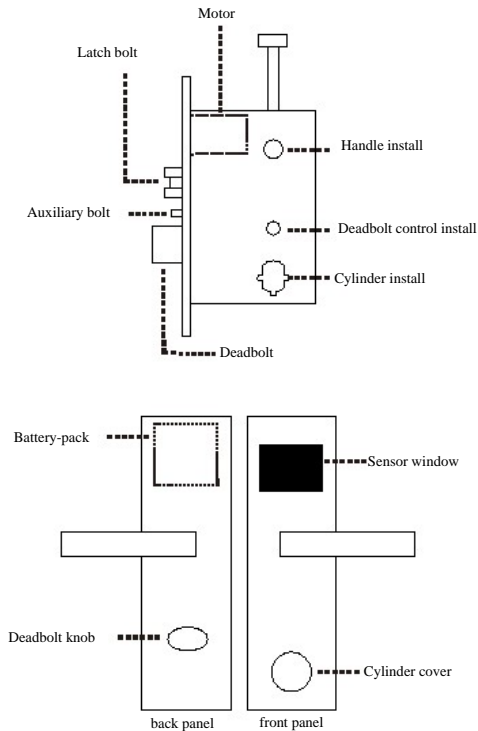 Motor
Latch bolt
Handle install
Auxiliary bolt
Deadbolt control install
Cylinder install
Deadbolt
Battery-pack
Sensor window
Deadbolt knob
Cylinder cover
back panel
front panel